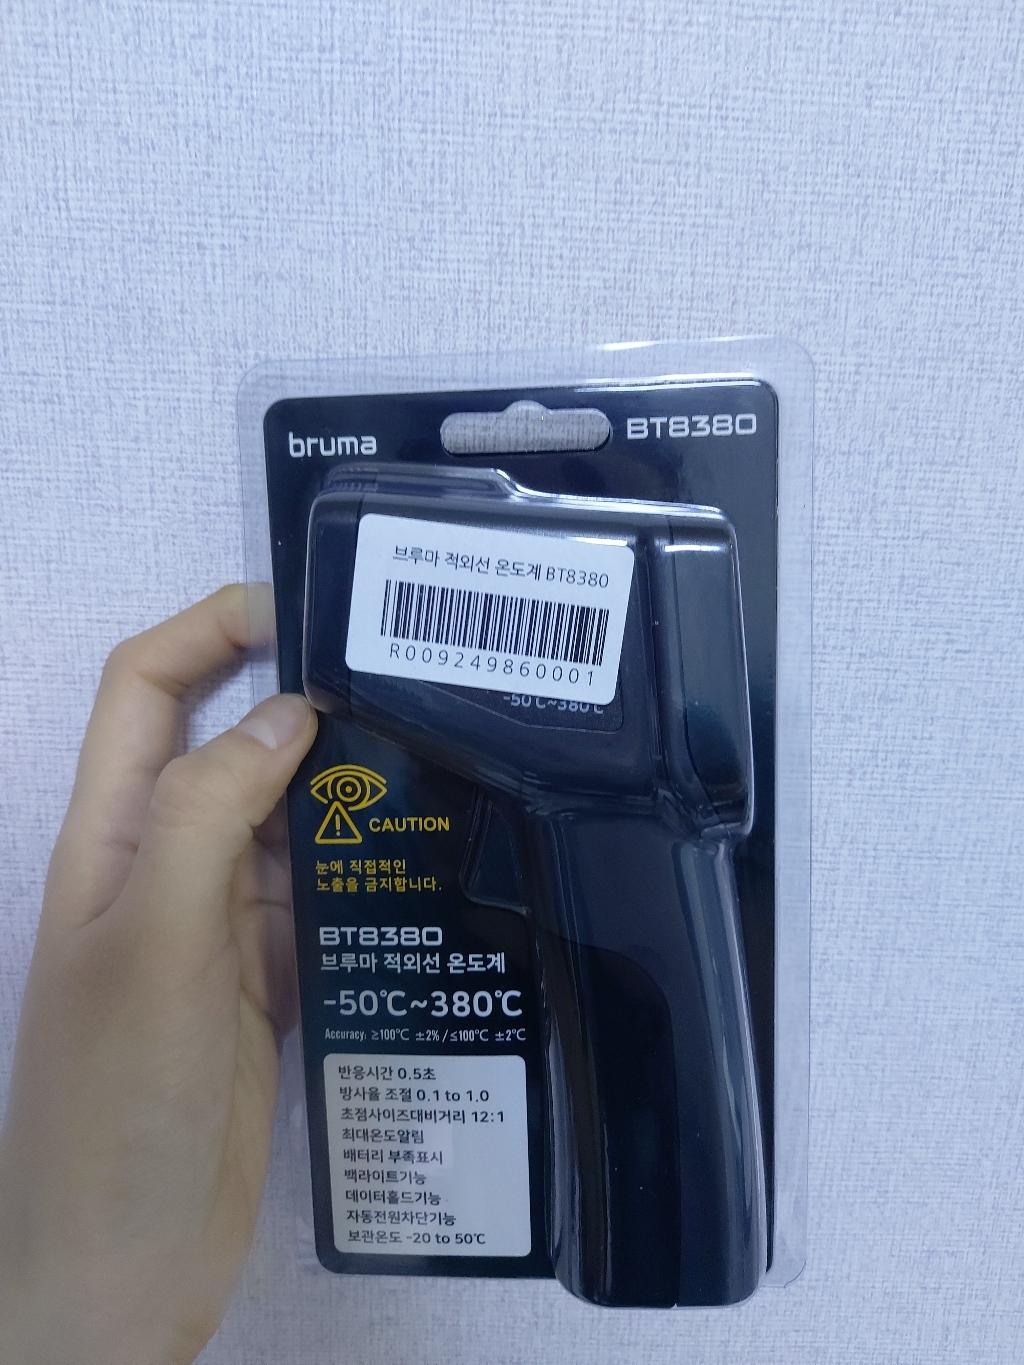 bruma
BT8380
브루마 적외선 온도계 BT8380
R009249860001
-50℃~380℃
CAUTION
눈에 직접적인
노출을 금지합니다.
BT8380
브루마 적외선 온도계
-50℃~380℃
Accuracy: ≥100℃ ±2% / ≤100℃ ±2℃
반응시간 0.5초
방사율 조절 0.1 to 1.0
초점사이즈대비거리 12:1
최대온도알림
배터리 부족표시
백라이트기능
데이터홀드기능
자동전원차단기능
보관온도 -20 to 50℃